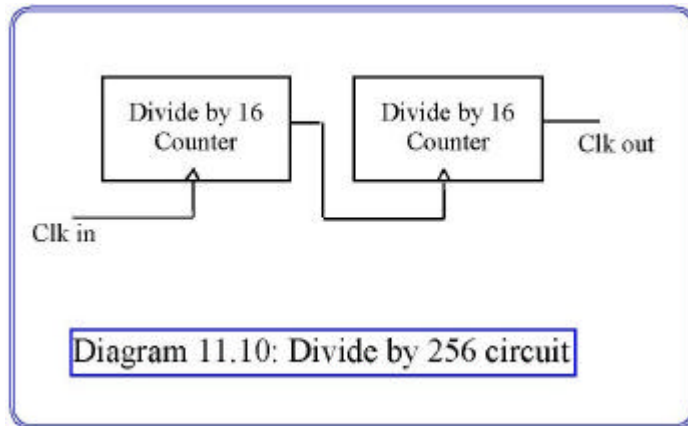 Divide by 16
Counter
Divide by 16
Counter
Clk out
Clk in
Diagram 11.10: Divide by 256 circuit